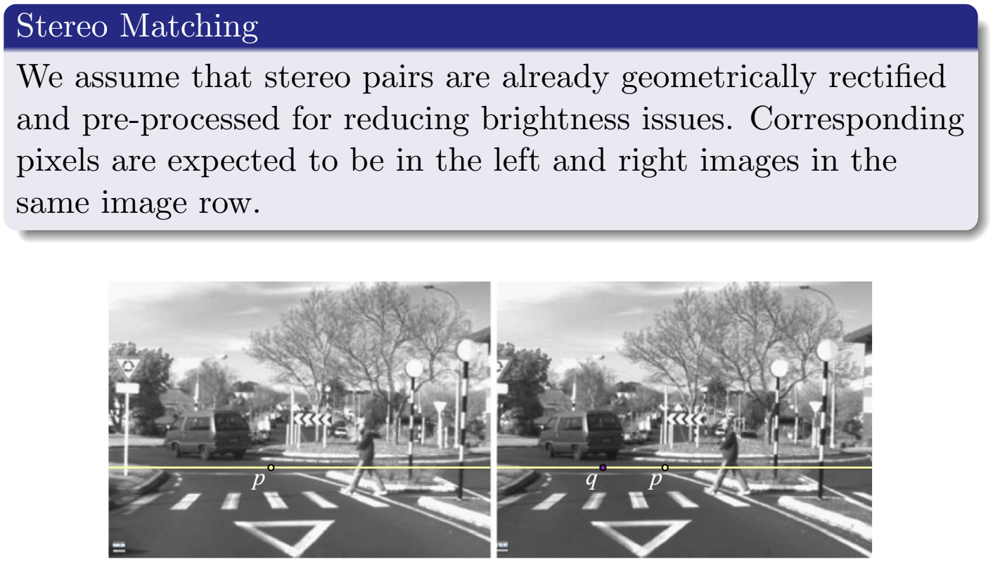 Stereo Matching
We assume that stereo pairs are already geometrically rectified
and pre-processed for reducing brightness issues. Corresponding
pixels are expected to be in the left and right images in the
same image row.
p
q p